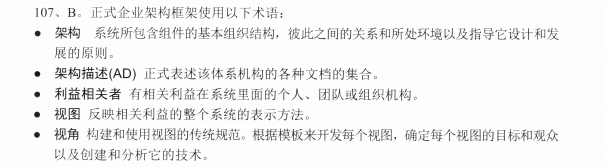 107、B。正式企业架构框架使用以下术语：
● 架构 系统所包含组件的基本组织结构，彼此之间的关系和所处环境以及指导它设计和发
展的原则。
● 架构描述(AD) 正式表述该体系机构的各种文档的集合。
● 利益相关者 有相关利益在系统里面的个人、团队或组织机构。
● 视图 反映相关利益的整个系统的表示方法。
● 视角 构建和使用视图的传统规范。根据模板来开发每个视图，确定每个视图的目标和观众
以及创建和分析它的技术。